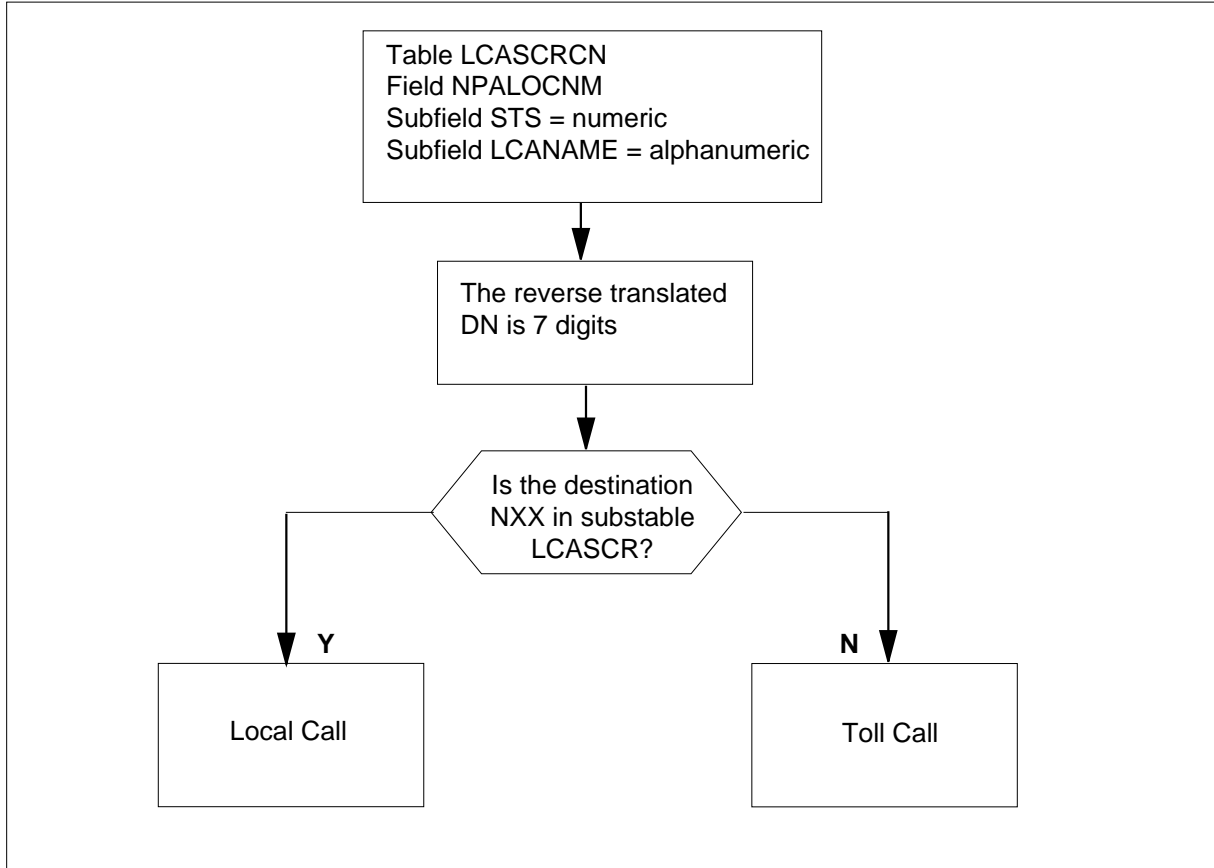 Table LCASCRCN
Field NPALOCNM
Subfield STS = numeric
Subfield LCANAME = alphanumeric
The reverse translated
DN is 7 digits
Is the destination
NXX in substable
LCASCR?
Y
N
Local Call
Toll Call